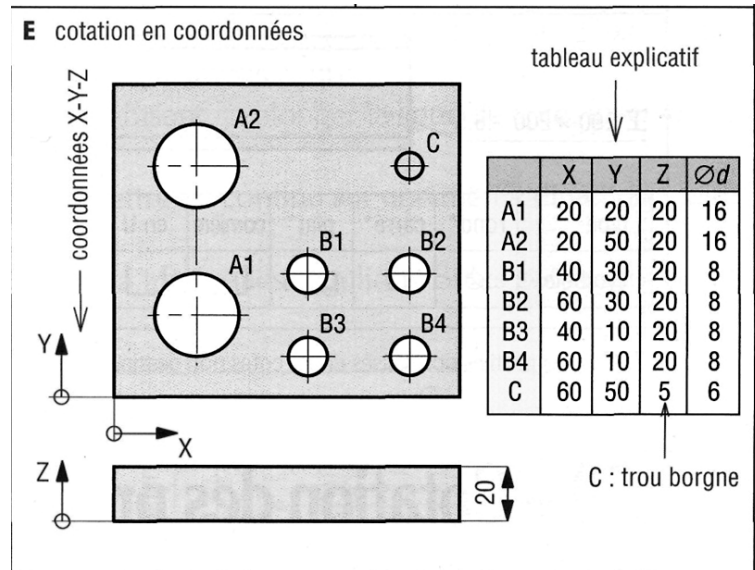 E cotation en coordonnées
tableau explicatif
coordonnées X-Y-Z
A2
C
B1
B2
A1
B3
B4
Y
X
Z
20
X Y Z Ød
A1 20 20 20 16
A2 20 50 20 16
B1 40 30 20 8
B2 60 30 20 8
B3 40 10 20 8
B4 60 10 20 8
C 60 50 5 6
C : trou borgne